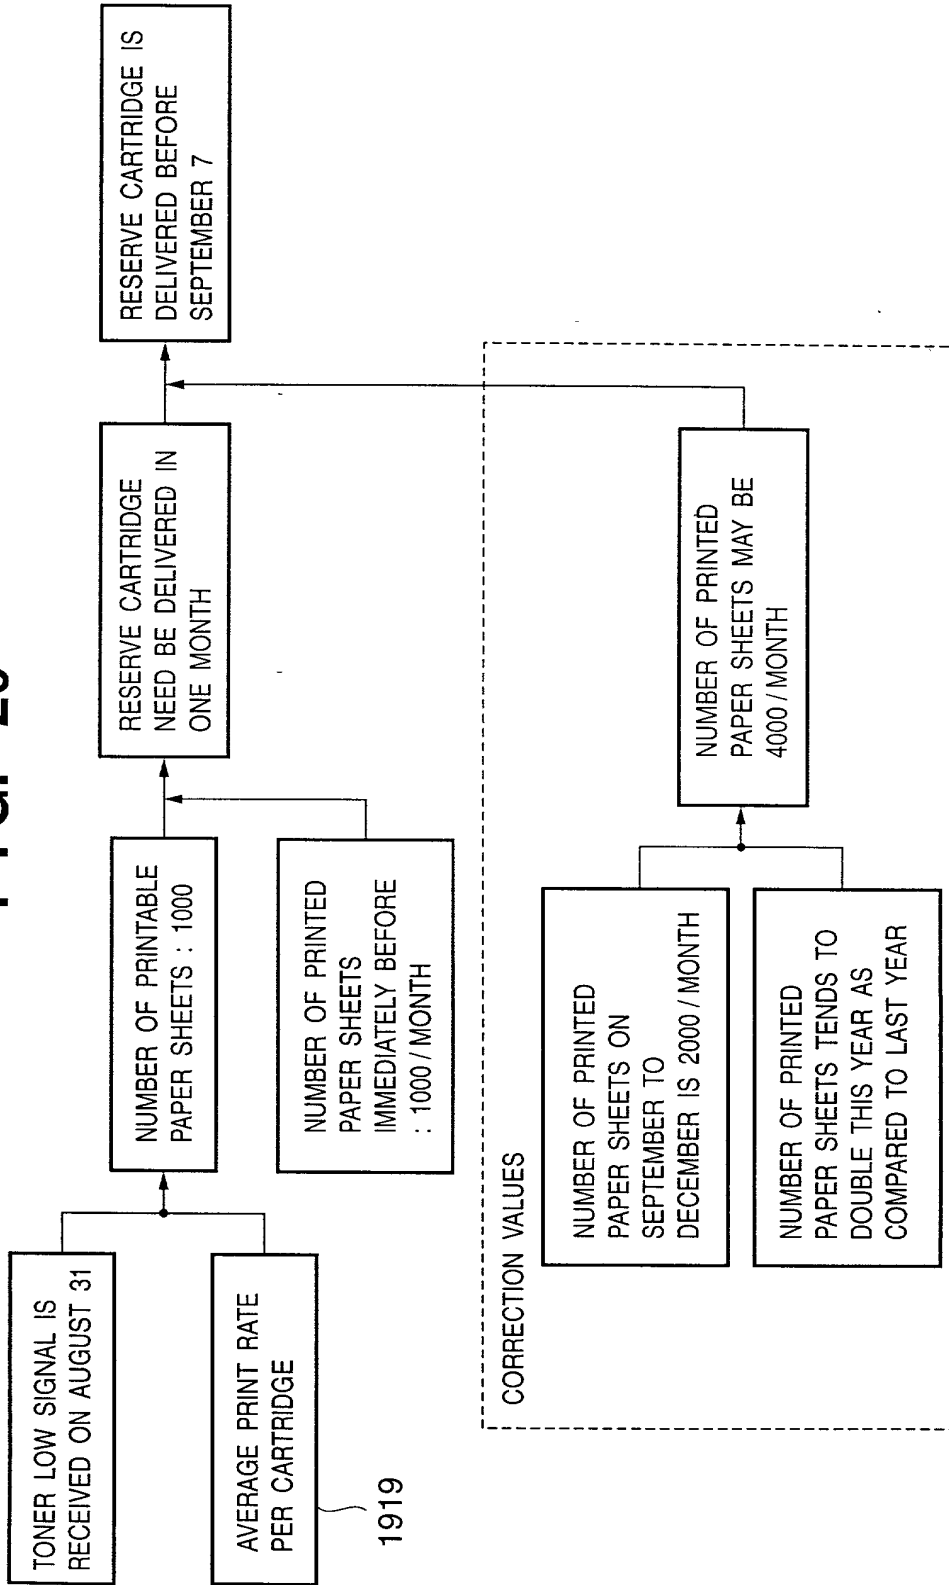 TONER LOW SIGNAL IS
RECEIVED ON AUGUST 31
AVERAGE PRINT RATE
PER CARTRIDGE
1919
NUMBER OF PRINTABLE
PAPER SHEETS : 1000
NUMBER OF PRINTED
PAPER SHEETS
IMMEDIATELY BEFORE
: 1000 / MONTH
RESERVE CARTRIDGE
NEED BE DELIVERED IN
ONE MONTH
RESERVE CARTRIDGE IS
DELIVERED BEFORE
SEPTEMBER 7
CORRECTION VALUES
NUMBER OF PRINTED
PAPER SHEETS ON
SEPTEMBER TO
DECEMBER IS 2000 / MONTH
NUMBER OF PRINTED
PAPER SHEETS TENDS TO
DOUBLE THIS YEAR AS
COMPARED TO LAST YEAR
NUMBER OF PRINTED
PAPER SHEETS MAY BE
4000 / MONTH